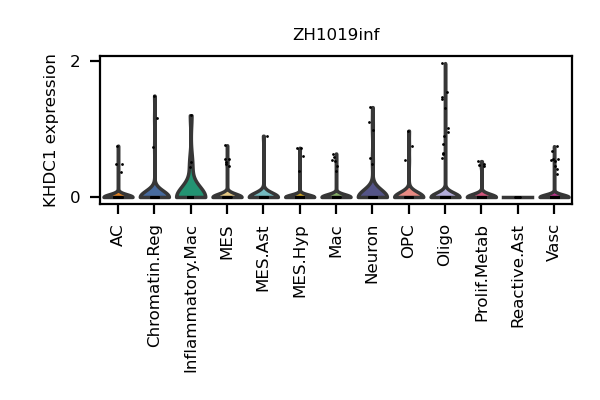 ZH1019inf
KHDC1 expression
2
0
AC
Chromatin.Reg
Inflammatory.Mac
MES
MES.Ast
MES.Hyp
Mac
Neuron
OPC
Oligo
Prolif.Metab
Reactive.Ast
Vasc